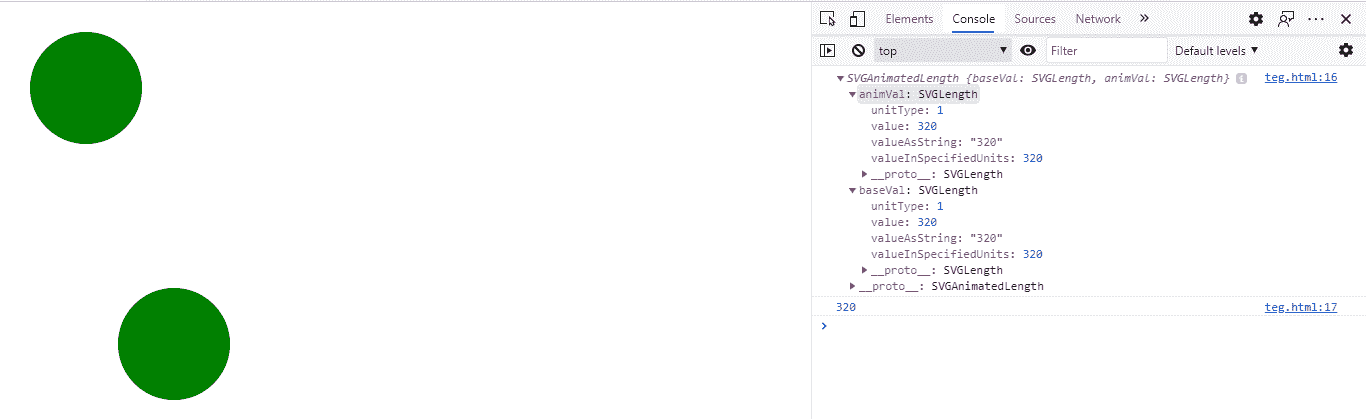 Elements Console Sources Network
top Filter Default levels
SVGAnimatedLength {baseVal: SVGLength, animVal: SVGLength} i teg.html:16
animVal: SVGLength
unitType: 1
value: 320
valueAsString: "320"
valueInSpecifiedUnits: 320
__proto__: SVGLength
baseVal: SVGLength
unitType: 1
value: 320
valueAsString: "320"
valueInSpecifiedUnits: 320
__proto__: SVGLength
__proto__: SVGAnimatedLength
320 teg.html:17